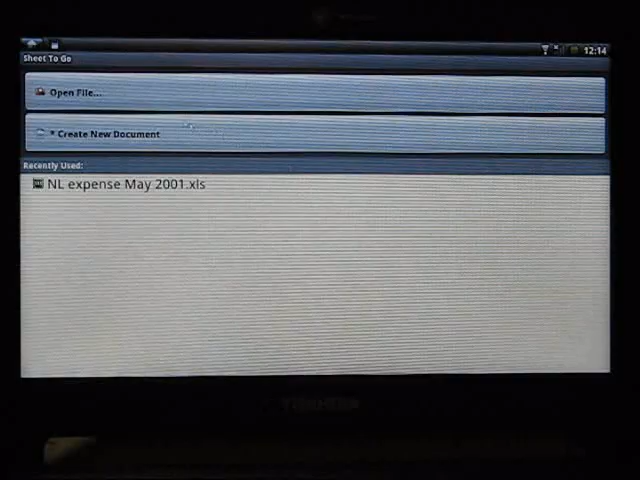 12:14
Sheet To Go
Open File...
* Create New Document
Recently Used:
NL expense May 2001.xls
TOSHIBA